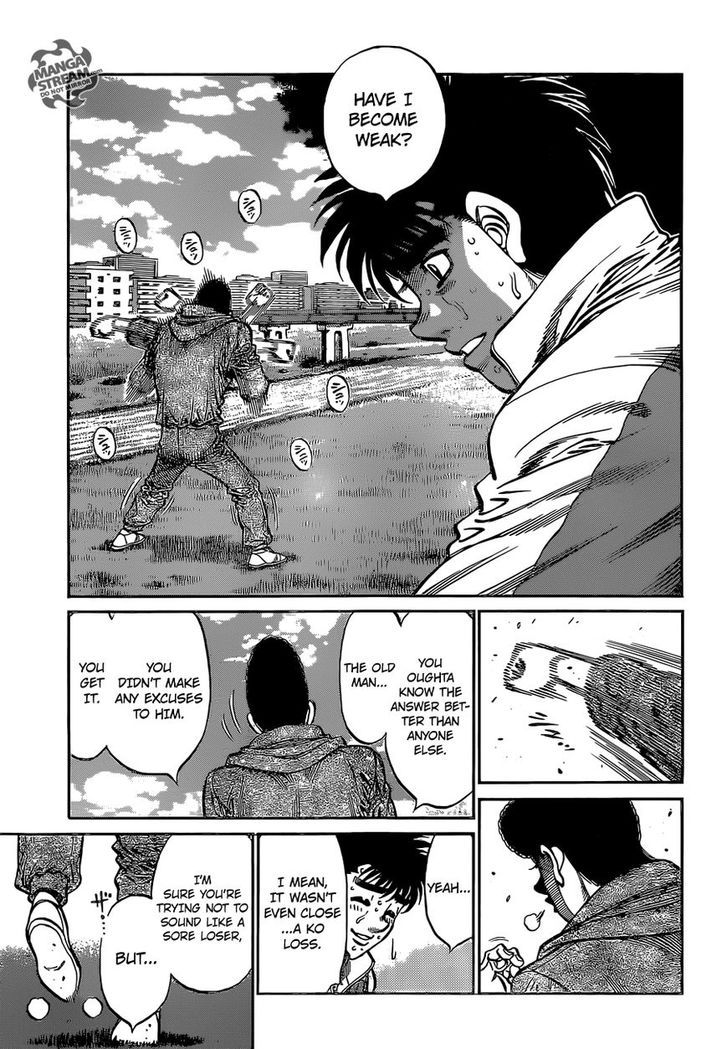 MANGA
STREAM.com
DO NOT MIRROR
HAVE I
BECOME
WEAK?
YOU
OUGHTA
KNOW THE
ANSWER BET-
TER THAN
ANYONE
ELSE.
THE OLD
MAN...
YOU
DIDN'T MAKE
ANY EXCUSES
TO HIM.
YOU
GET
IT.
YEAH...
I MEAN,
IT WASN'T
EVEN CLOSE
...A KO
LOSS.
I'M
SURE YOU'RE
TRYING NOT TO
SOUND LIKE A
SORE LOSER,
BUT...